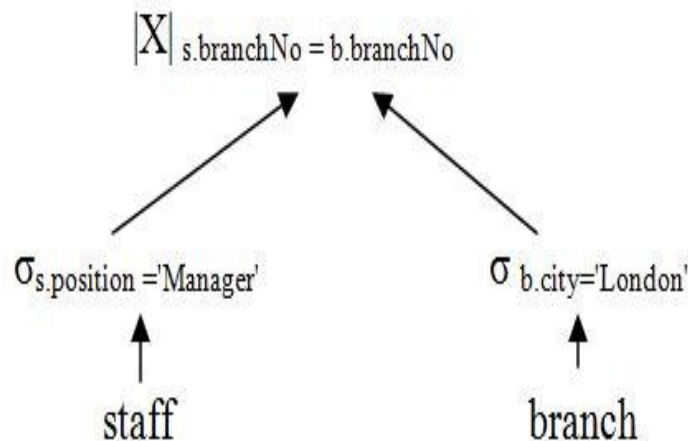 |X| s.branchNo = b.branchNo
σs.position ='Manager'
σ b.city='London'
staff
branch